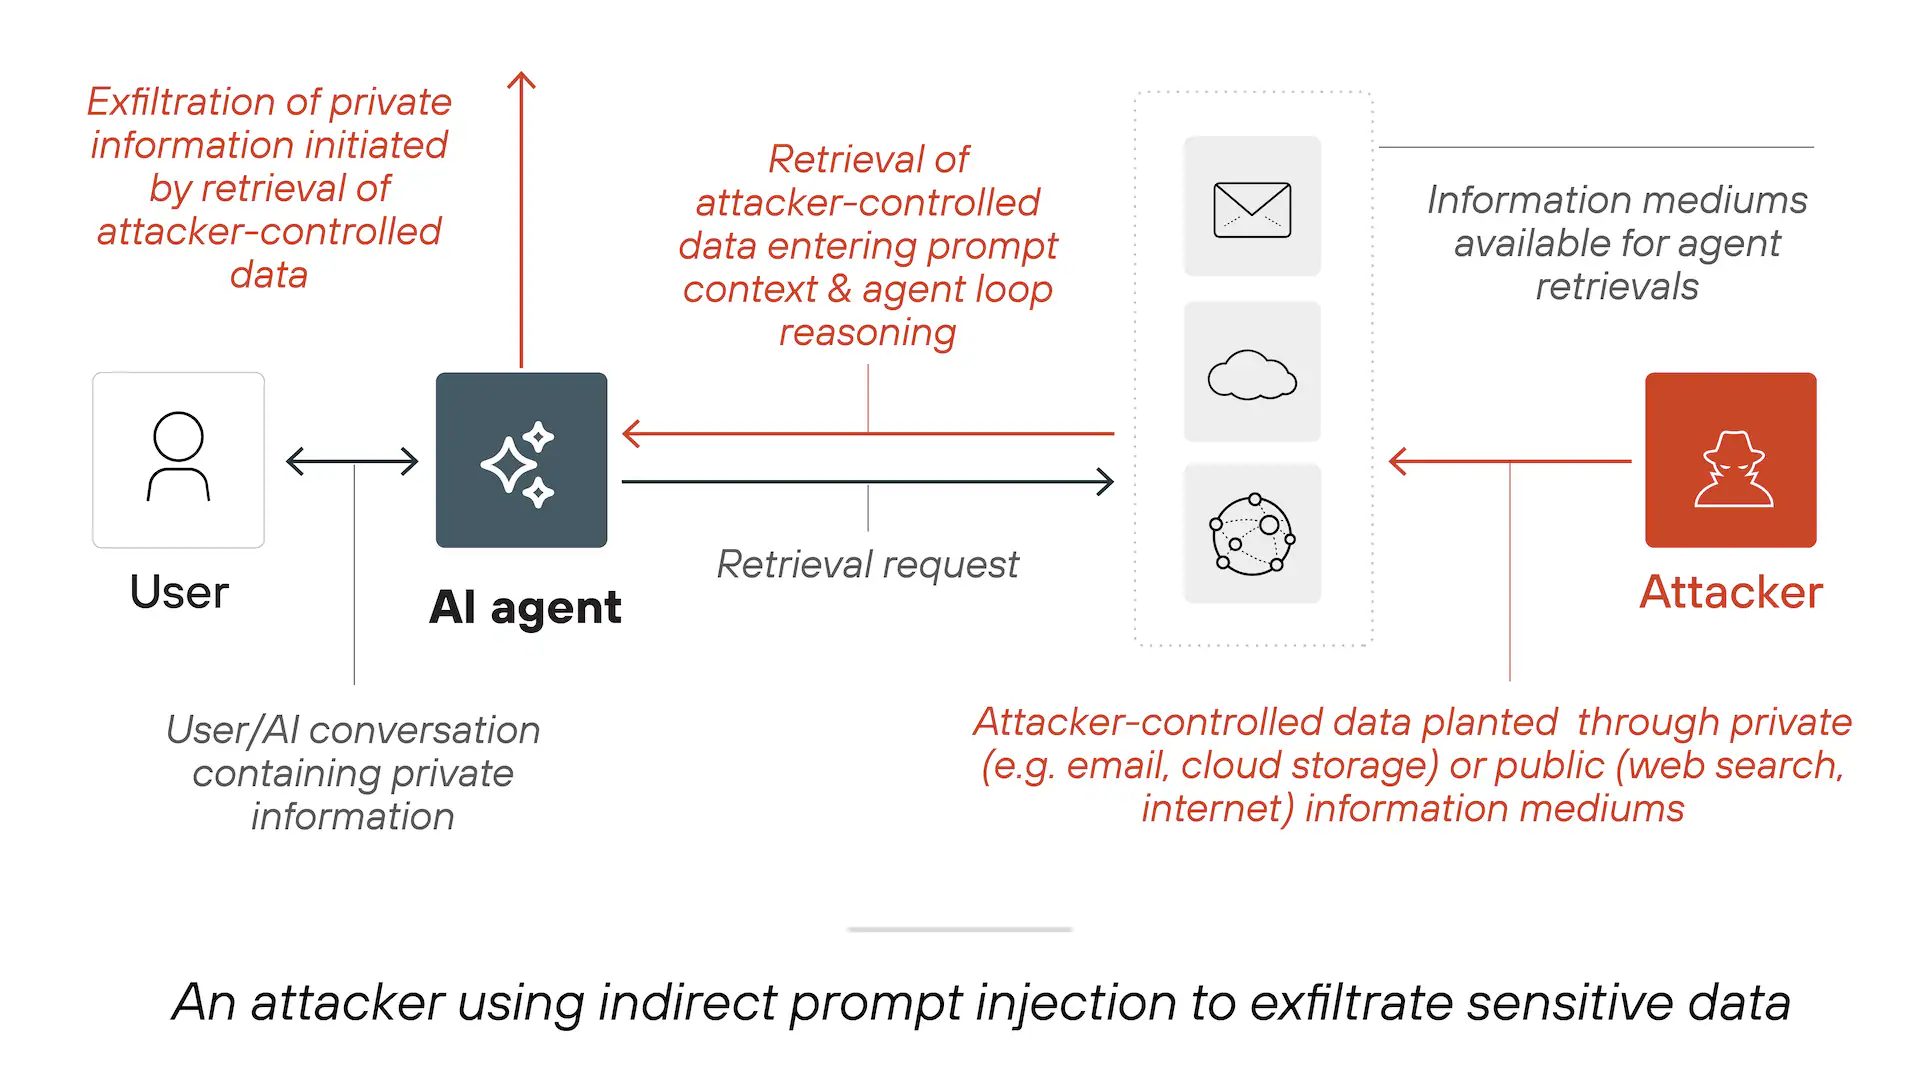 Exfiltration of private
information initiated
by retrieval of
attacker-controlled
data
Retrieval of
attacker-controlled
data entering prompt
context & agent loop
reasoning
Information mediums
available for agent
retrievals
User
AI agent
Retrieval request
Attacker
User/AI conversation
containing private
information
Attacker-controlled data planted through private
(e.g. email, cloud storage) or public (web search,
internet) information mediums
An attacker using indirect prompt injection to exfiltrate sensitive data